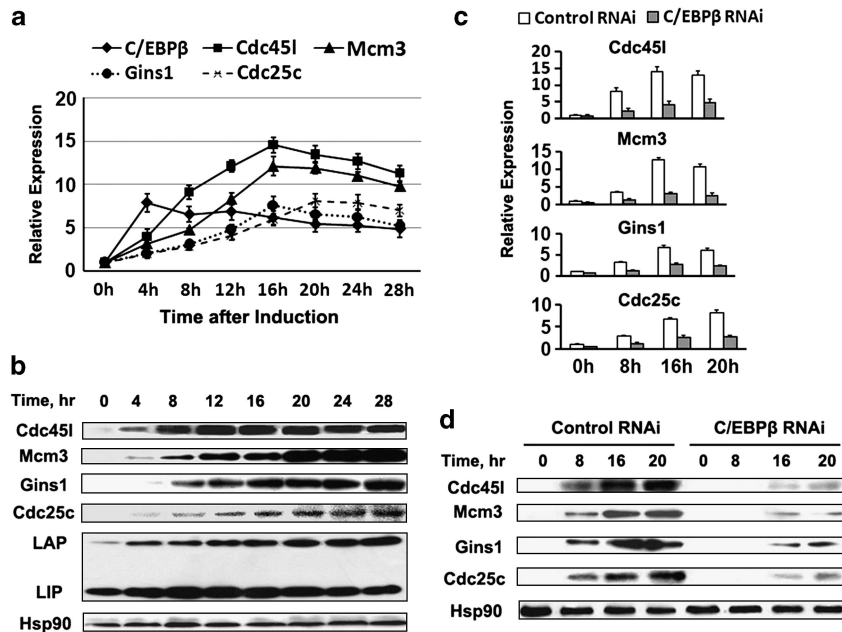 a
C/EBPβ Cdc45l Mcm3
Gins1 Cdc25c
Relative Expression
20
15
10
5
0
0h 4h 8h 12h 16h 20h 24h 28h
Time after Induction
b
Time, hr 0 4 8 12 16 20 24 28
Cdc45l
Mcm3
Gins1
Cdc25c
LAP
LIP
Hsp90
c
Control RNAi C/EBPβ RNAi
Relative Expression
Cdc45l
20
15
10
5
0
Mcm3
15
10
5
0
Gins1
10
5
0
Cdc25c
10
5
0
0h 8h 16h 20h
d
Control RNAi C/EBPβ RNAi
Time, hr 0 8 16 20 0 8 16 20
Cdc45l
Mcm3
Gins1
Cdc25c
Hsp90